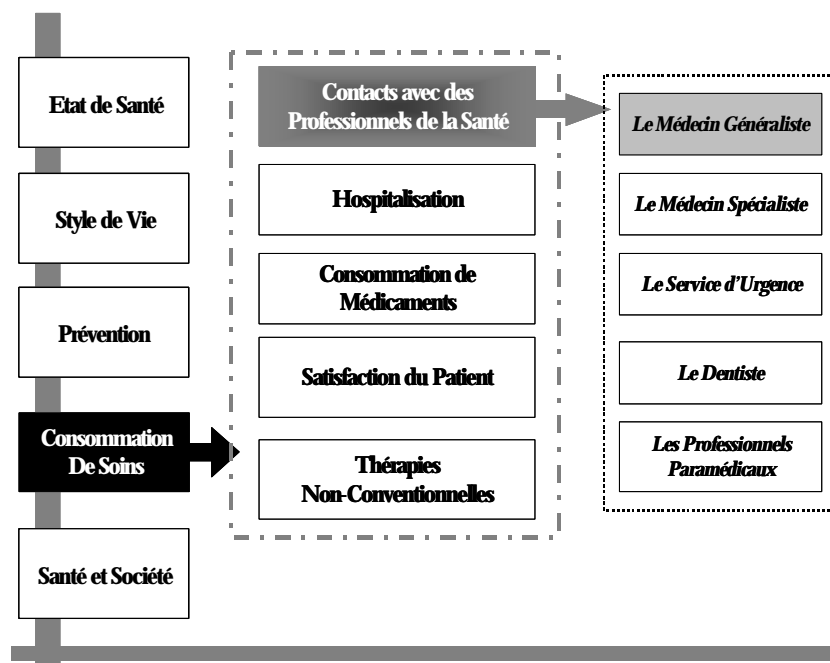 Etat de Santé
Style de Vie
Prévention
Consommation
De Soins
Santé et Société
Contacts avec des
Professionnels de la Santé
Hospitalisation
Consommation de
Médicaments
Satisfaction du Patient
Thérapies
Non-Conventionnelles
Le Médecin Généraliste
Le Médecin Spécialiste
Le Service d'Urgence
Le Dentiste
Les Professionnels
Paramédicaux